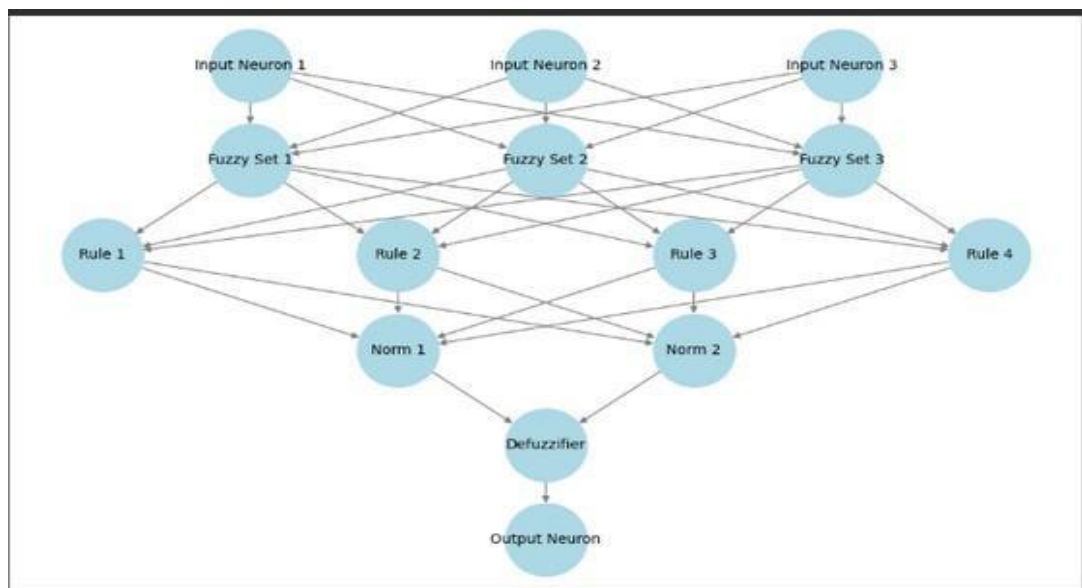 Input Neuron 1 Input Neuron 2 Input Neuron 3
Fuzzy Set 1 Fuzzy Set 2 Fuzzy Set 3
Rule 1 Rule 2 Rule 3 Rule 4
Norm 1 Norm 2
Defuzzifier
Output Neuron